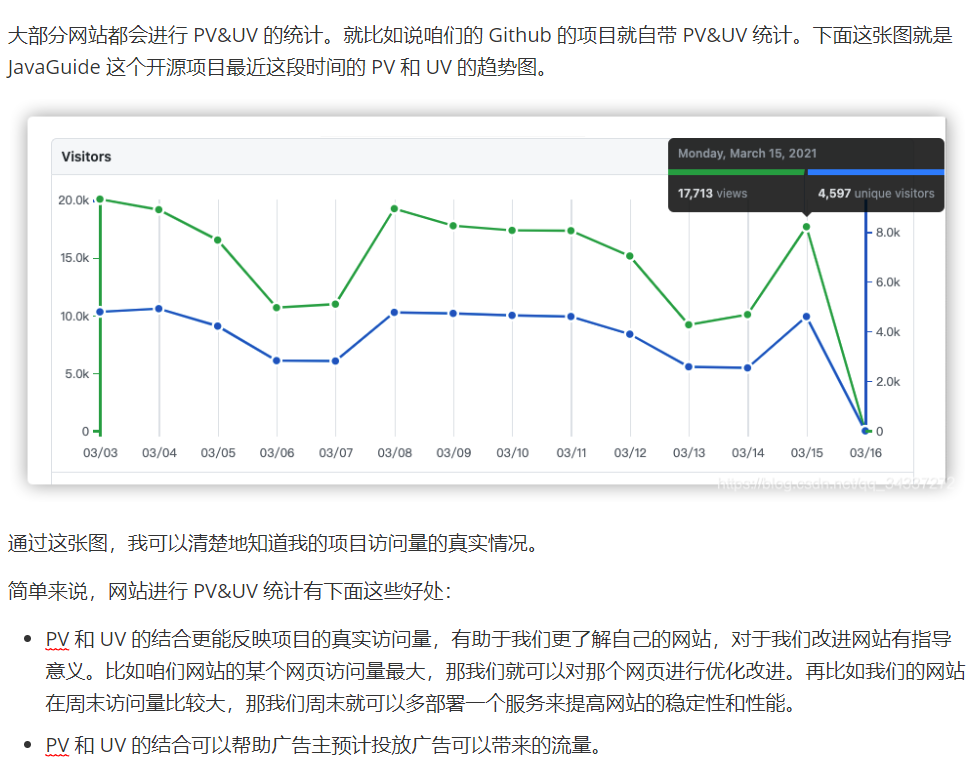 大部分网站都会进行 PV&UV 的统计。就比如说咱们的 Github 的项目就自带 PV&UV 统计。下面这张图就是
JavaGuide 这个开源项目最近这段时间的 PV 和 UV 的趋势图。
Visitors
Monday, March 15, 2021
17,713 views 4,597 unique visitors
20.0k
15.0k
10.0k
5.0k
0
8.0k
6.0k
4.0k
2.0k
0
03/03 03/04 03/05 03/06 03/07 03/08 03/09 03/10 03/11 03/12 03/13 03/14 03/15 03/16
通过这张图，我可以清楚地知道我的项目访问量的真实情况。
简单来说，网站进行 PV&UV 统计有下面这些好处：
• PV 和 UV 的结合更能反映项目的真实访问量，有助于我们更了解自己的网站，对于我们改进网站有指导
意义。比如咱们网站的某个网页访问量最大，那我们就可以对那个网页进行优化改进。再比如我们的网站
在周末访问量比较大，那我们周末就可以多部署一个服务来提高网站的稳定性和性能。
• PV 和 UV 的结合可以帮助广告主预计投放广告可以带来的流量。